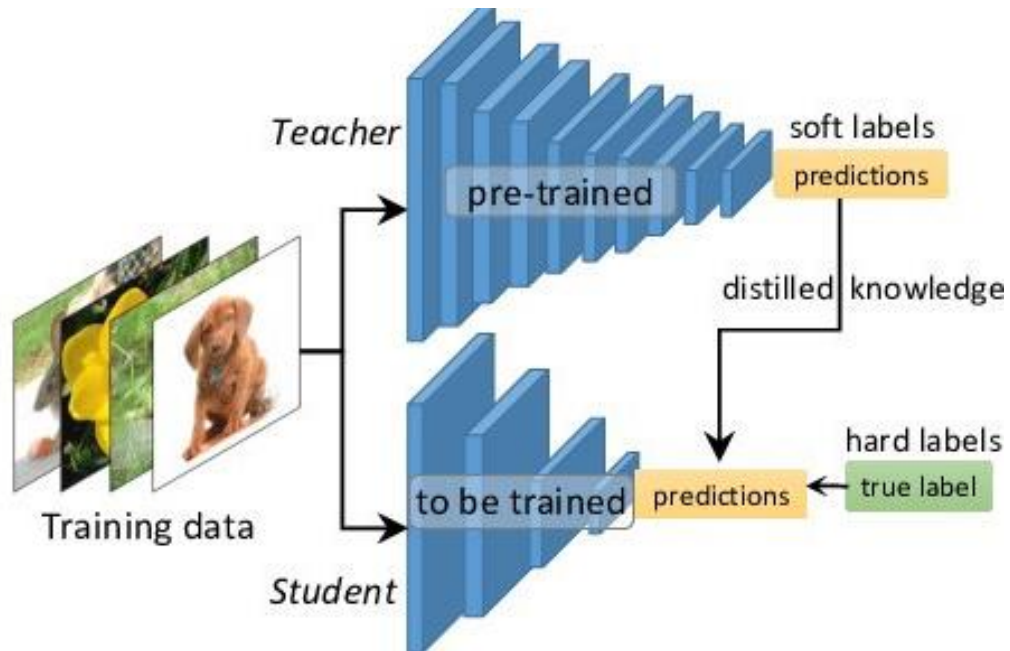 Teacher
pre-trained
soft labels
predictions
distilled knowledge
Training data
Student
to be trained
predictions
hard labels
true label